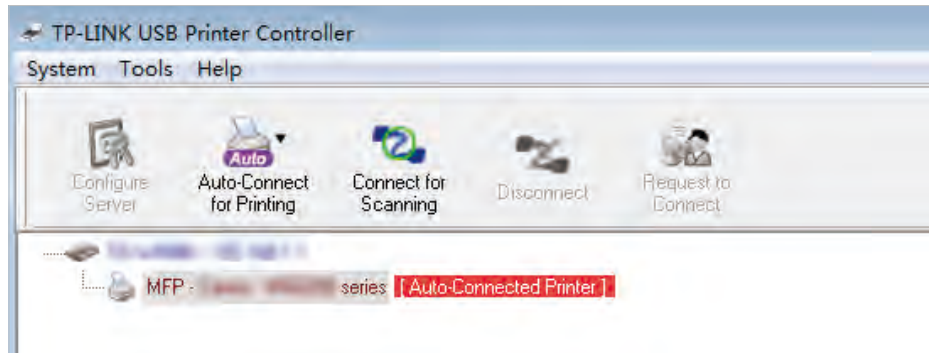 TP-LINK USB Printer Controller
System Tools Help
Auto
Configure Server
Auto-Connect for Printing
Connect for Scanning
Disconnect
Request to Connect
MFP - series [Auto-Connected Printer]